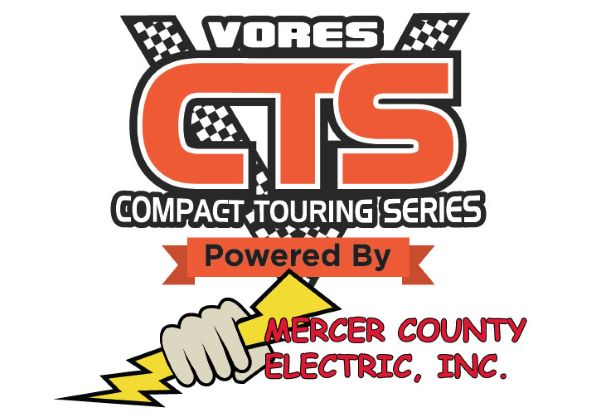 VORES
CTS
COMPACT TOURING SERIES
Powered By
MERCER COUNTY
ELECTRIC, INC.